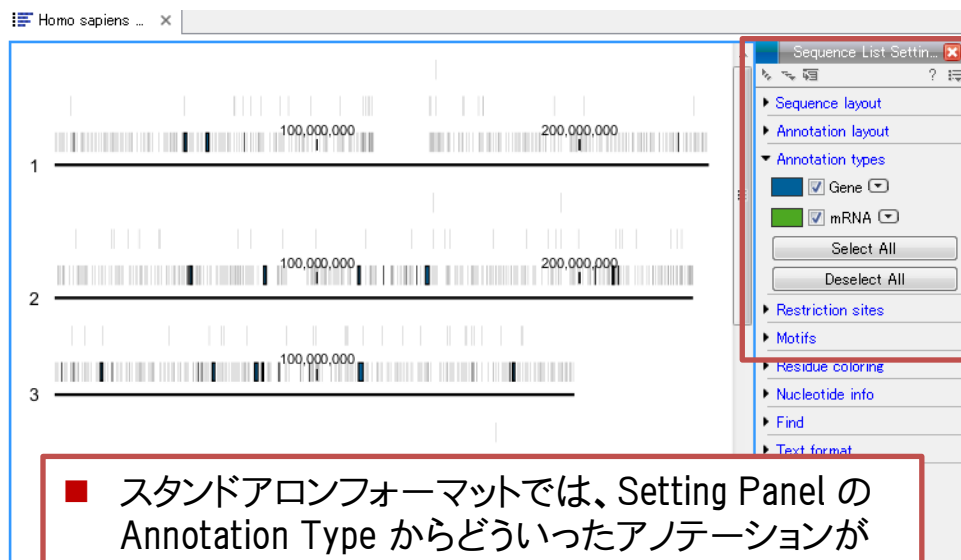 Homo sapiens ...
Sequence List Settin...
?
Sequence layout
Annotation layout
Annotation types
Gene
mRNA
Select All
Deselect All
Restriction sites
Motifs
Residue coloring
Nucleotide info
Find
Text format
100,000,000 200,000,000
1
100,000,000 200,000,000
2
100,000,000
3
■ スタンドアロンフォーマットでは、Setting Panel の
Annotation Type からどういったアノテーションが